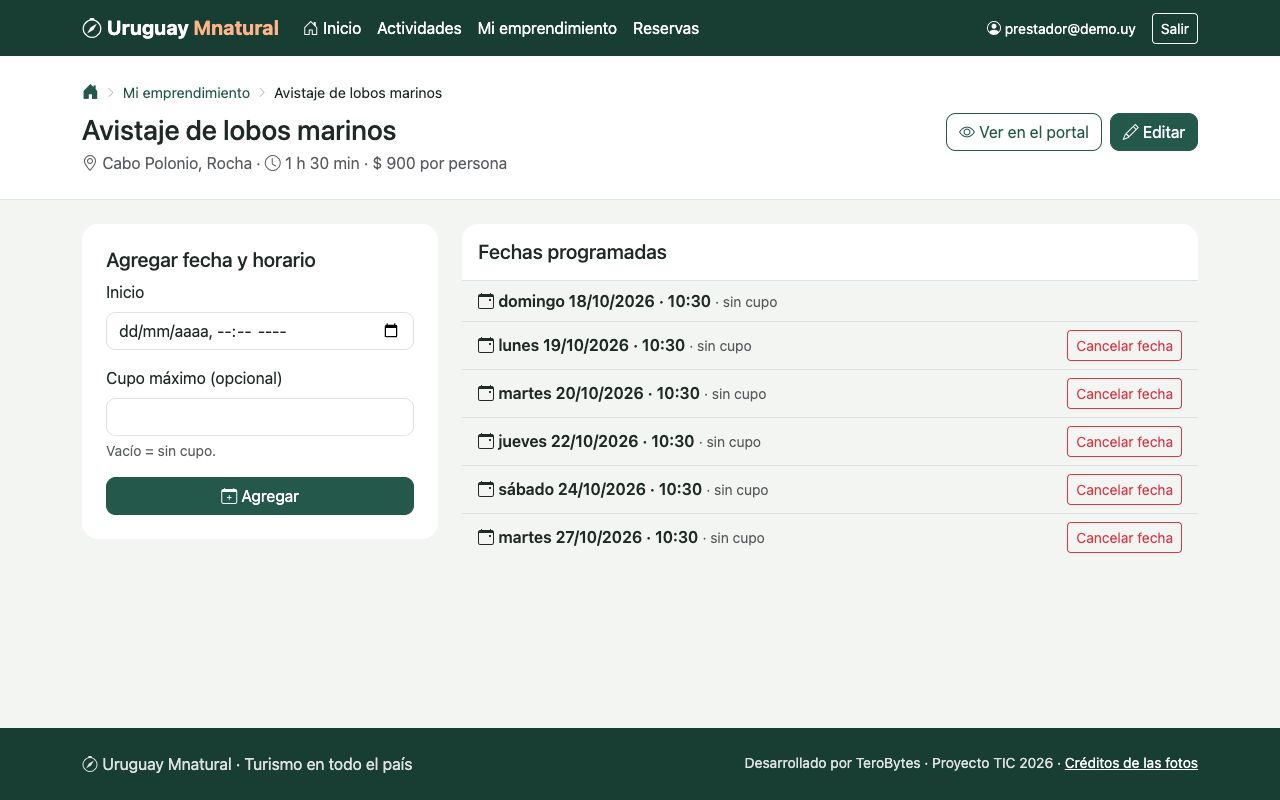 Uruguay Mnatural Inicio Actividades Mi emprendimiento Reservas prestador@demo.uy Salir
Mi emprendimiento Avistaje de lobos marinos
Avistaje de lobos marinos
Ver en el portal Editar
Cabo Polonio, Rocha · 1 h 30 min · $ 900 por persona
Agregar fecha y horario
Inicio
dd/mm/aaaa, --:-- ----
Cupo máximo (opcional)
Vacío = sin cupo.
Agregar
Fechas programadas
domingo 18/10/2026 · 10:30 · sin cupo
lunes 19/10/2026 · 10:30 · sin cupo Cancelar fecha
martes 20/10/2026 · 10:30 · sin cupo Cancelar fecha
jueves 22/10/2026 · 10:30 · sin cupo Cancelar fecha
sábado 24/10/2026 · 10:30 · sin cupo Cancelar fecha
martes 27/10/2026 · 10:30 · sin cupo Cancelar fecha
Uruguay Mnatural · Turismo en todo el país
Desarrollado por TeroBytes · Proyecto TIC 2026 · Créditos de las fotos